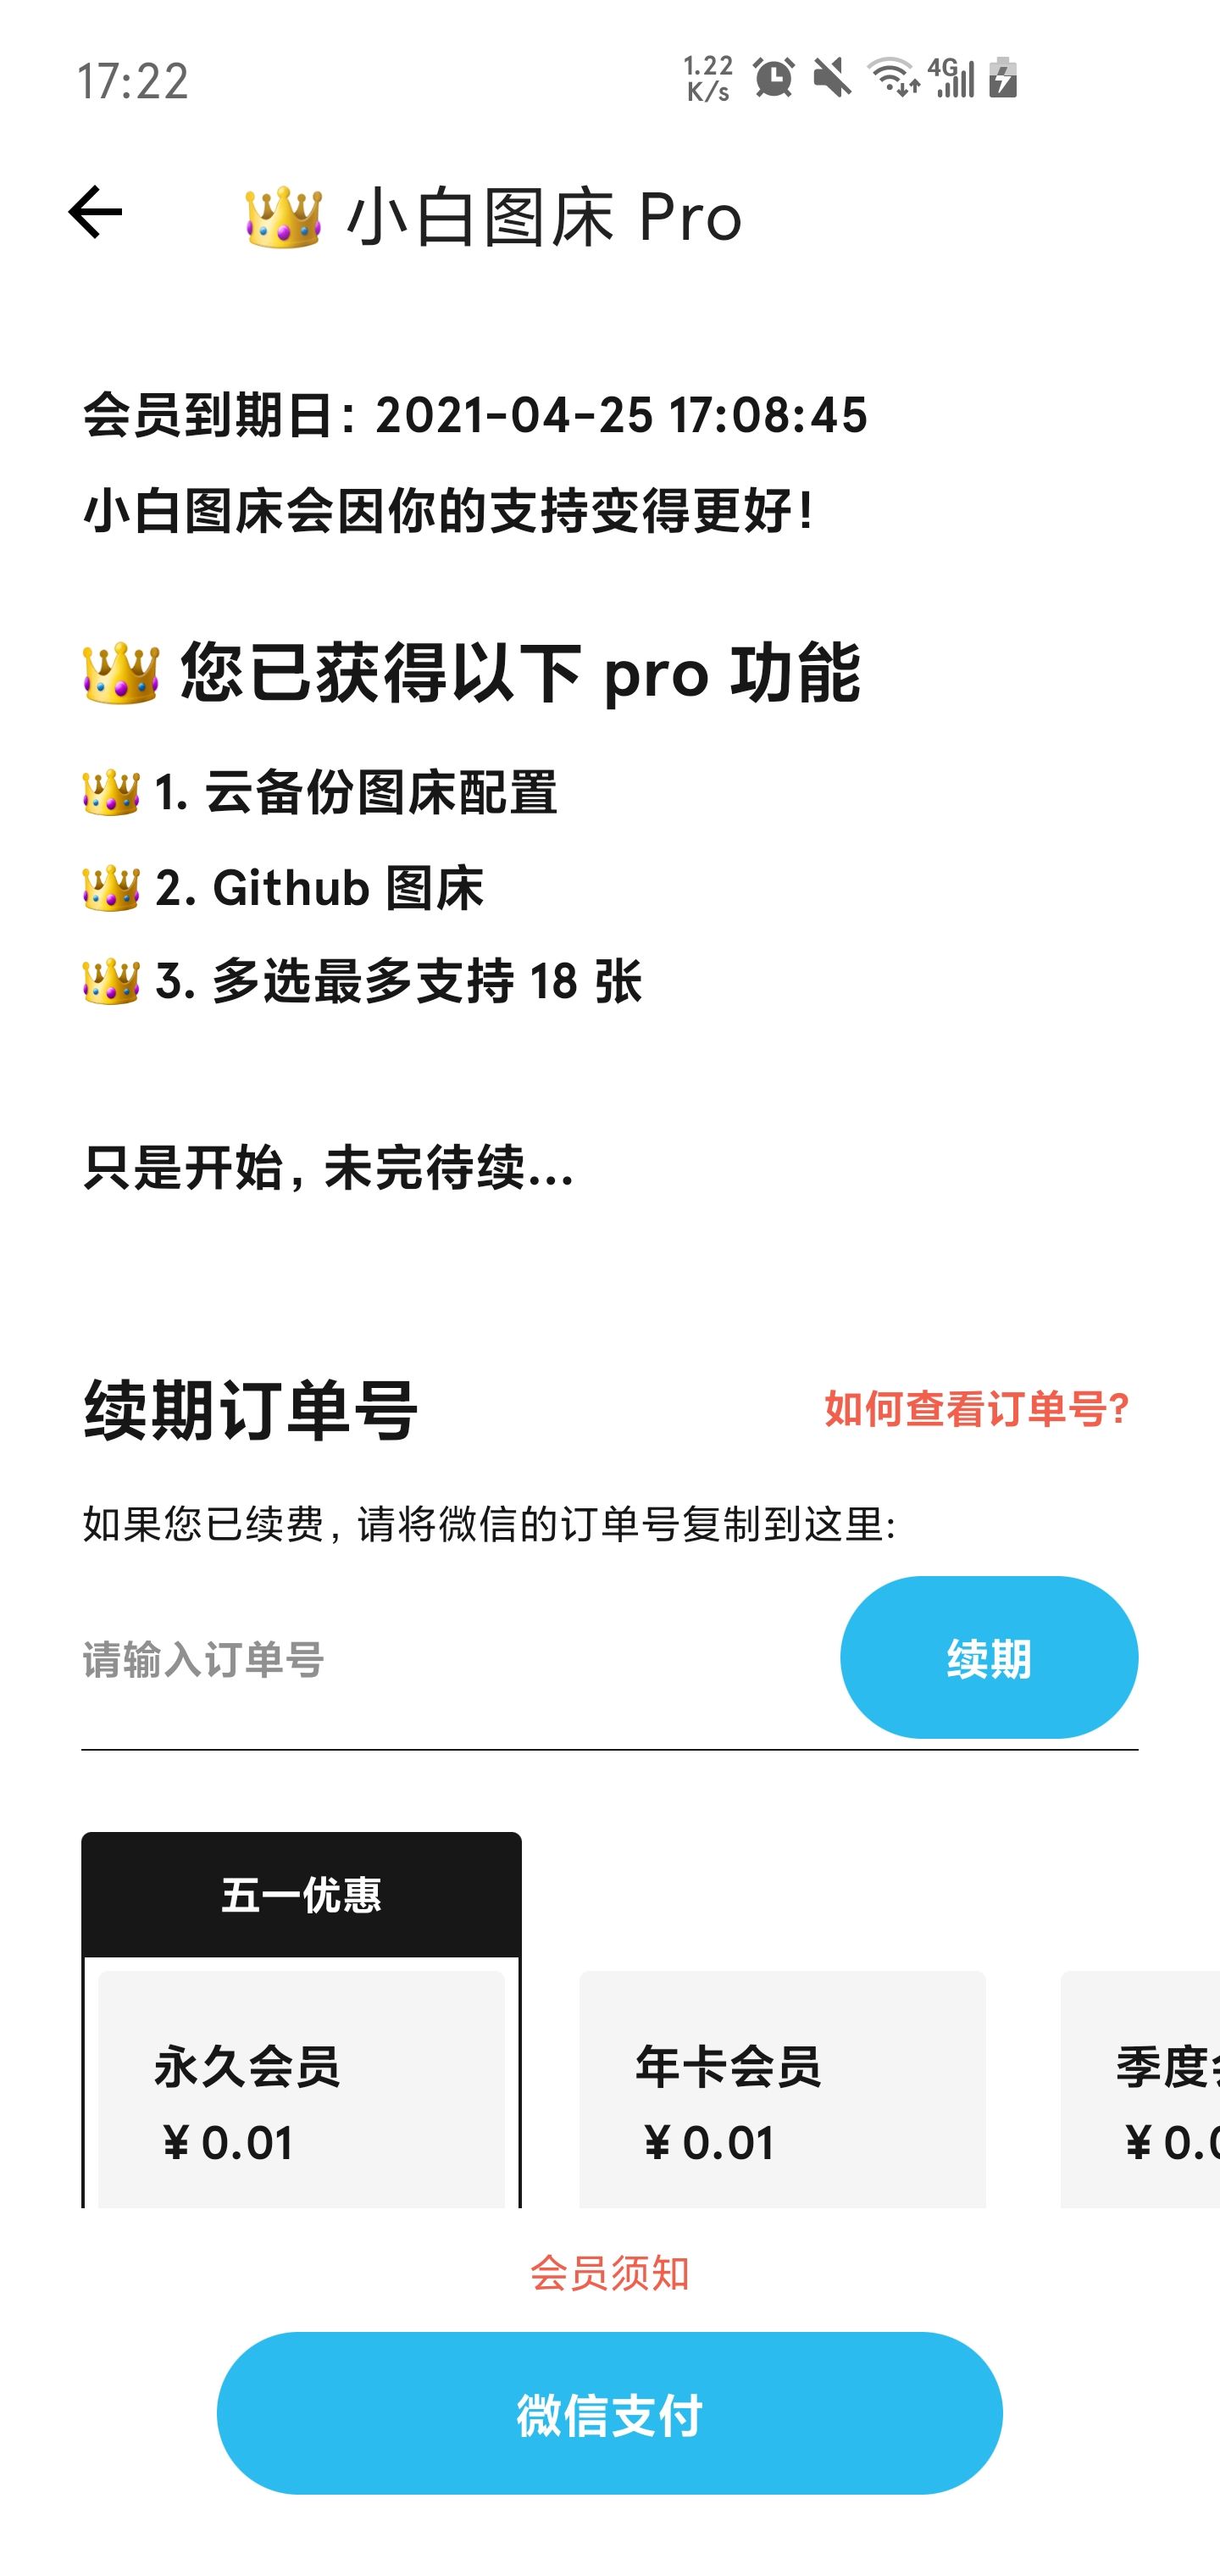 17:22
1.22
K/s
4G
👑 小白图床 Pro
会员到期日：2021-04-25 17:08:45
小白图床会因你的支持变得更好！
👑 您已获得以下 pro 功能
👑 1. 云备份图床配置
👑 2. Github 图床
👑 3. 多选最多支持 18 张
只是开始，未完待续...
续期订单号
如何查看订单号?
如果您已续费，请将微信的订单号复制到这里:
请输入订单号
续期
五一优惠
永久会员
年卡会员
季度
¥ 0.01
¥ 0.01
¥ 0.0
会员须知
微信支付